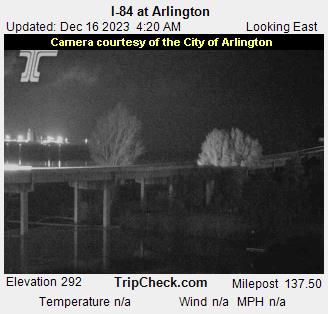 I-84 at Arlington
Updated: Dec 16 2023 4:20 AM Looking East
Camera courtesy of the City of Arlington
Elevation 292 TripCheck.com Milepost 137.50
Temperature n/a Wind n/a MPH n/a